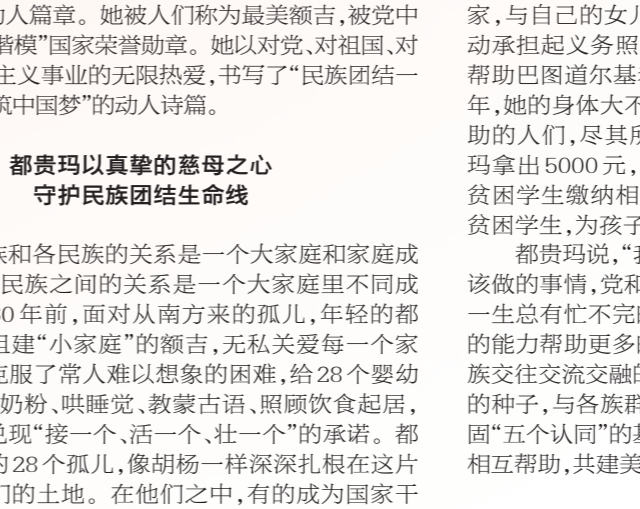 人篇章。她被人们称为最美额吉，被党中
楷模”国家荣誉勋章。她以对党、对祖国、对
主义事业的无限热爱，书写了“民族团结一
筑中国梦”的动人诗篇。
都贵玛以真挚的慈母之心
守护民族团结生命线
和各民族的关系是一个大家庭和家庭成
民族之间的关系是一个大家庭里不同成
0年前，面对从南方来的孤儿，年轻的都
组建“小家庭”的额吉，无私关爱每一个家
克服了常人难以想象的困难，给28个婴幼
奶粉、哄睡觉、教蒙古语、照顾饮食起居，
兑现“接一个、活一个、壮一个”的承诺。都
的28个孤儿，像胡杨一样深深扎根在这片
们的土地。在他们之中，有的成为国家干
家，与自己的女儿
动承担起义务照
帮助巴图道尔基
年，她的身体大不
助的人们，尽其所
玛拿出5000元，
贫困学生缴纳相
贫困学生，为孩子
都贵玛说，“我
该做的事情，党和
一生总有忙不完的
的能力帮助更多的
族交往交流交融的
的种子，与各族群
固“五个认同”的基
相互帮助，共建美